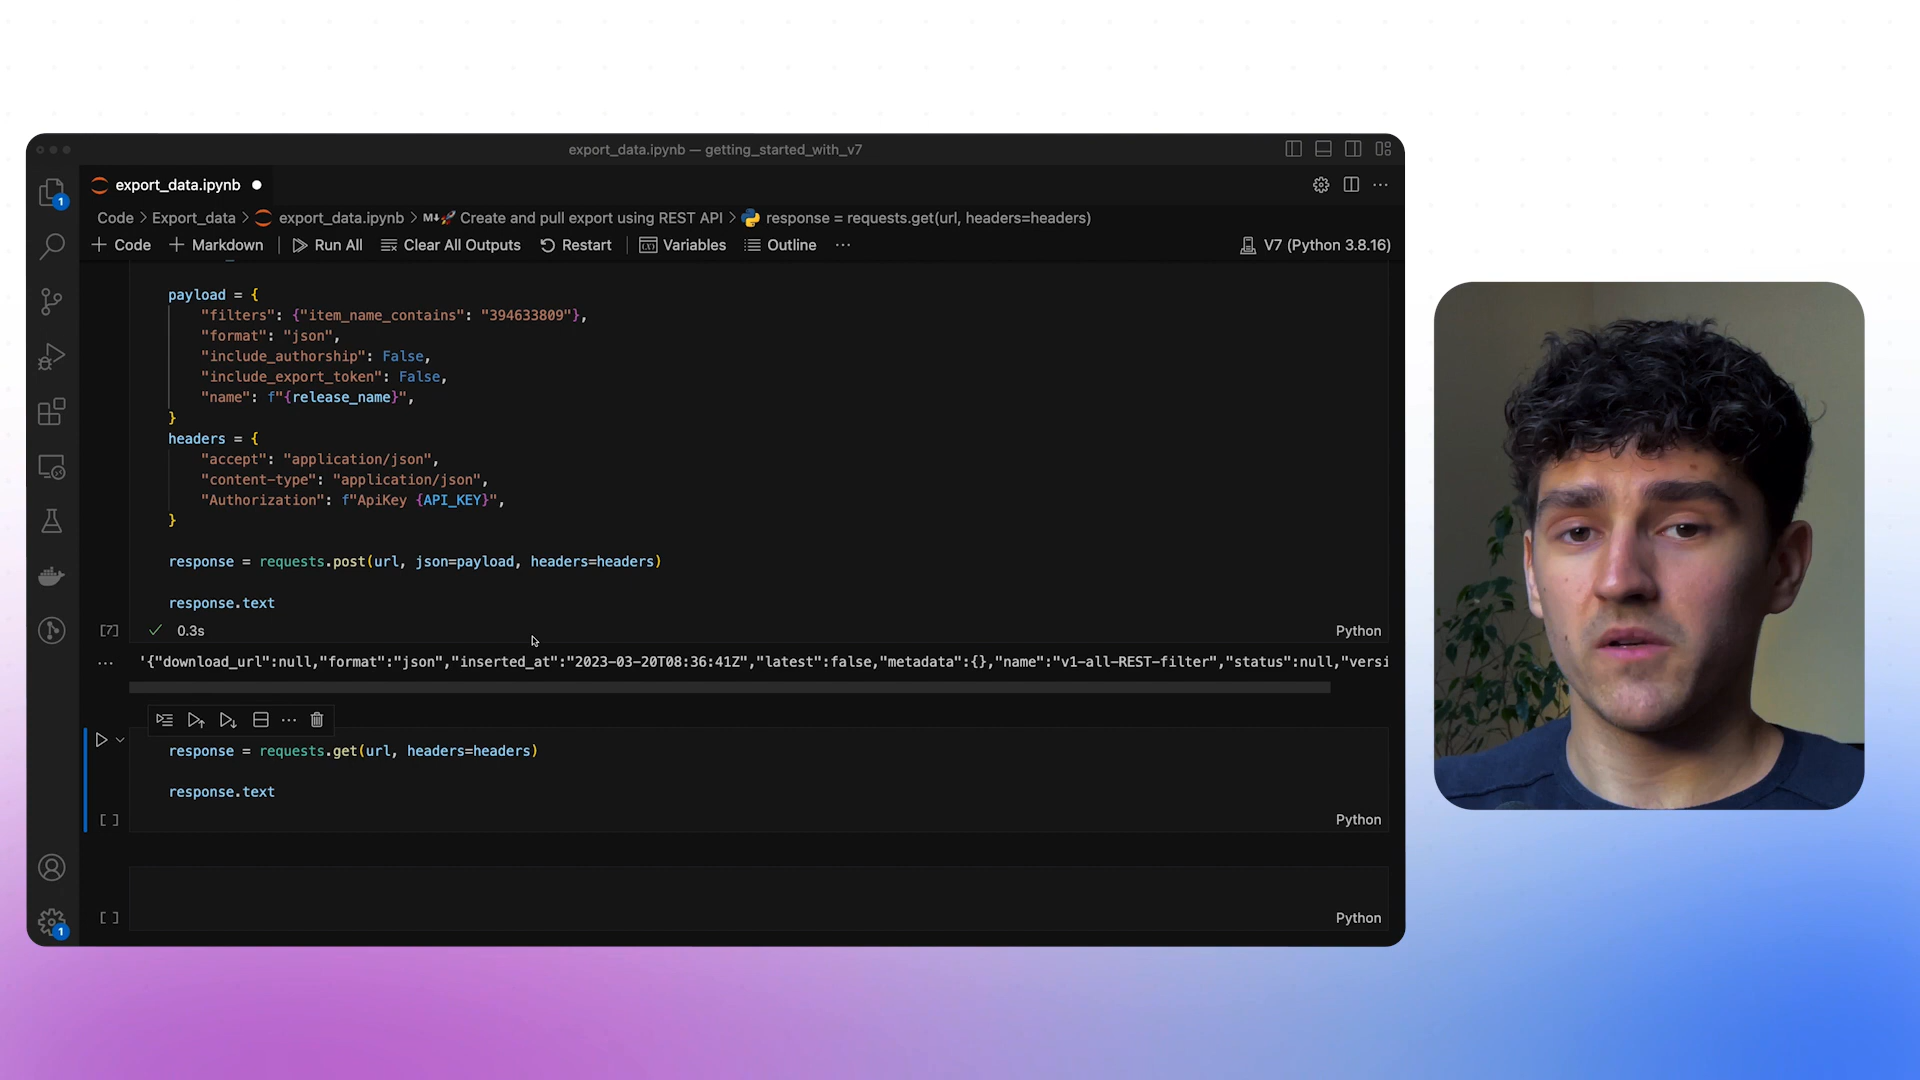 export_data.ipynb — getting_started_with_v7
export_data.ipynb
Code > Export_data > export_data.ipynb > M↓ 🚀 Create and pull export using REST API > response = requests.get(url, headers=headers)
+ Code + Markdown Run All Clear All Outputs Restart Variables Outline ··· V7 (Python 3.8.16)
payload = {
"filters": {"item_name_contains": "394633809"},
"format": "json",
"include_authorship": False,
"include_export_token": False,
"name": f"{release_name}",
}
headers = {
"accept": "application/json",
"content-type": "application/json",
"Authorization": f"ApiKey {API_KEY}",
}
response = requests.post(url, json=payload, headers=headers)
response.text
[7] ✓ 0.3s Python
'{"download_url":null,"format":"json","inserted_at":"2023-03-20T08:36:41Z","latest":false,"metadata":{},"name":"v1-all-REST-filter","status":null,"versi
response = requests.get(url, headers=headers)
response.text
[ ] Python
[ ] Python
1
1